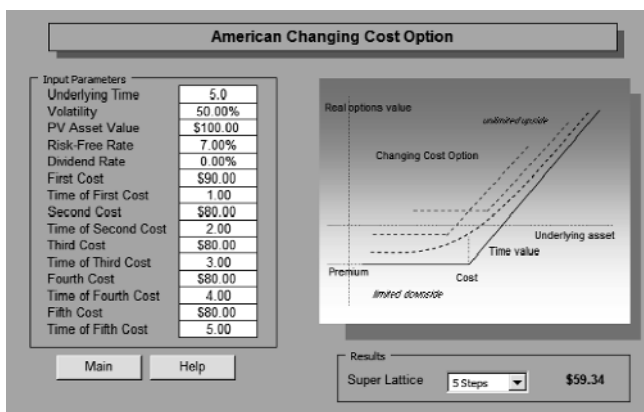 American Changing Cost Option
Input Parameters
Underlying Time 5.0
Volatility 50.00%
PV Asset Value $100.00
Risk-Free Rate 7.00%
Dividend Rate 0.00%
First Cost $90.00
Time of First Cost 1.00
Second Cost $80.00
Time of Second Cost 2.00
Third Cost $80.00
Time of Third Cost 3.00
Fourth Cost $80.00
Time of Fourth Cost 4.00
Fifth Cost $80.00
Time of Fifth Cost 5.00
Main Help
Real options value
unlimited upside
Changing Cost Option
Underlying asset
Time value
Premium
Cost
limited downside
Results
Super Lattice 5 Steps $59.34